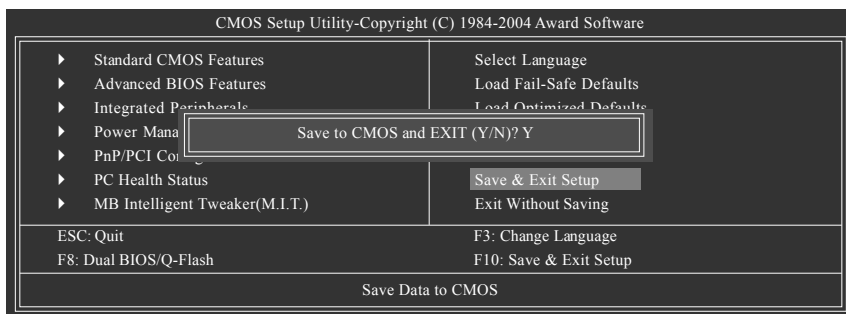 CMOS Setup Utility-Copyright (C) 1984-2004 Award Software
Standard CMOS Features
Advanced BIOS Features
Integrated Peripherals
Power Mana
PnP/PCI
PC Health Status
MB Intelligent Tweaker(M.I.T.)
Select Language
Load Fail-Safe Defaults
Load Optimized Defaults
Save & Exit Setup
Exit Without Saving
Save to CMOS and EXIT (Y/N)? Y
ESC: Quit
F3: Change Language
F8: Dual BIOS/Q-Flash
F10: Save & Exit Setup
Save Data to CMOS